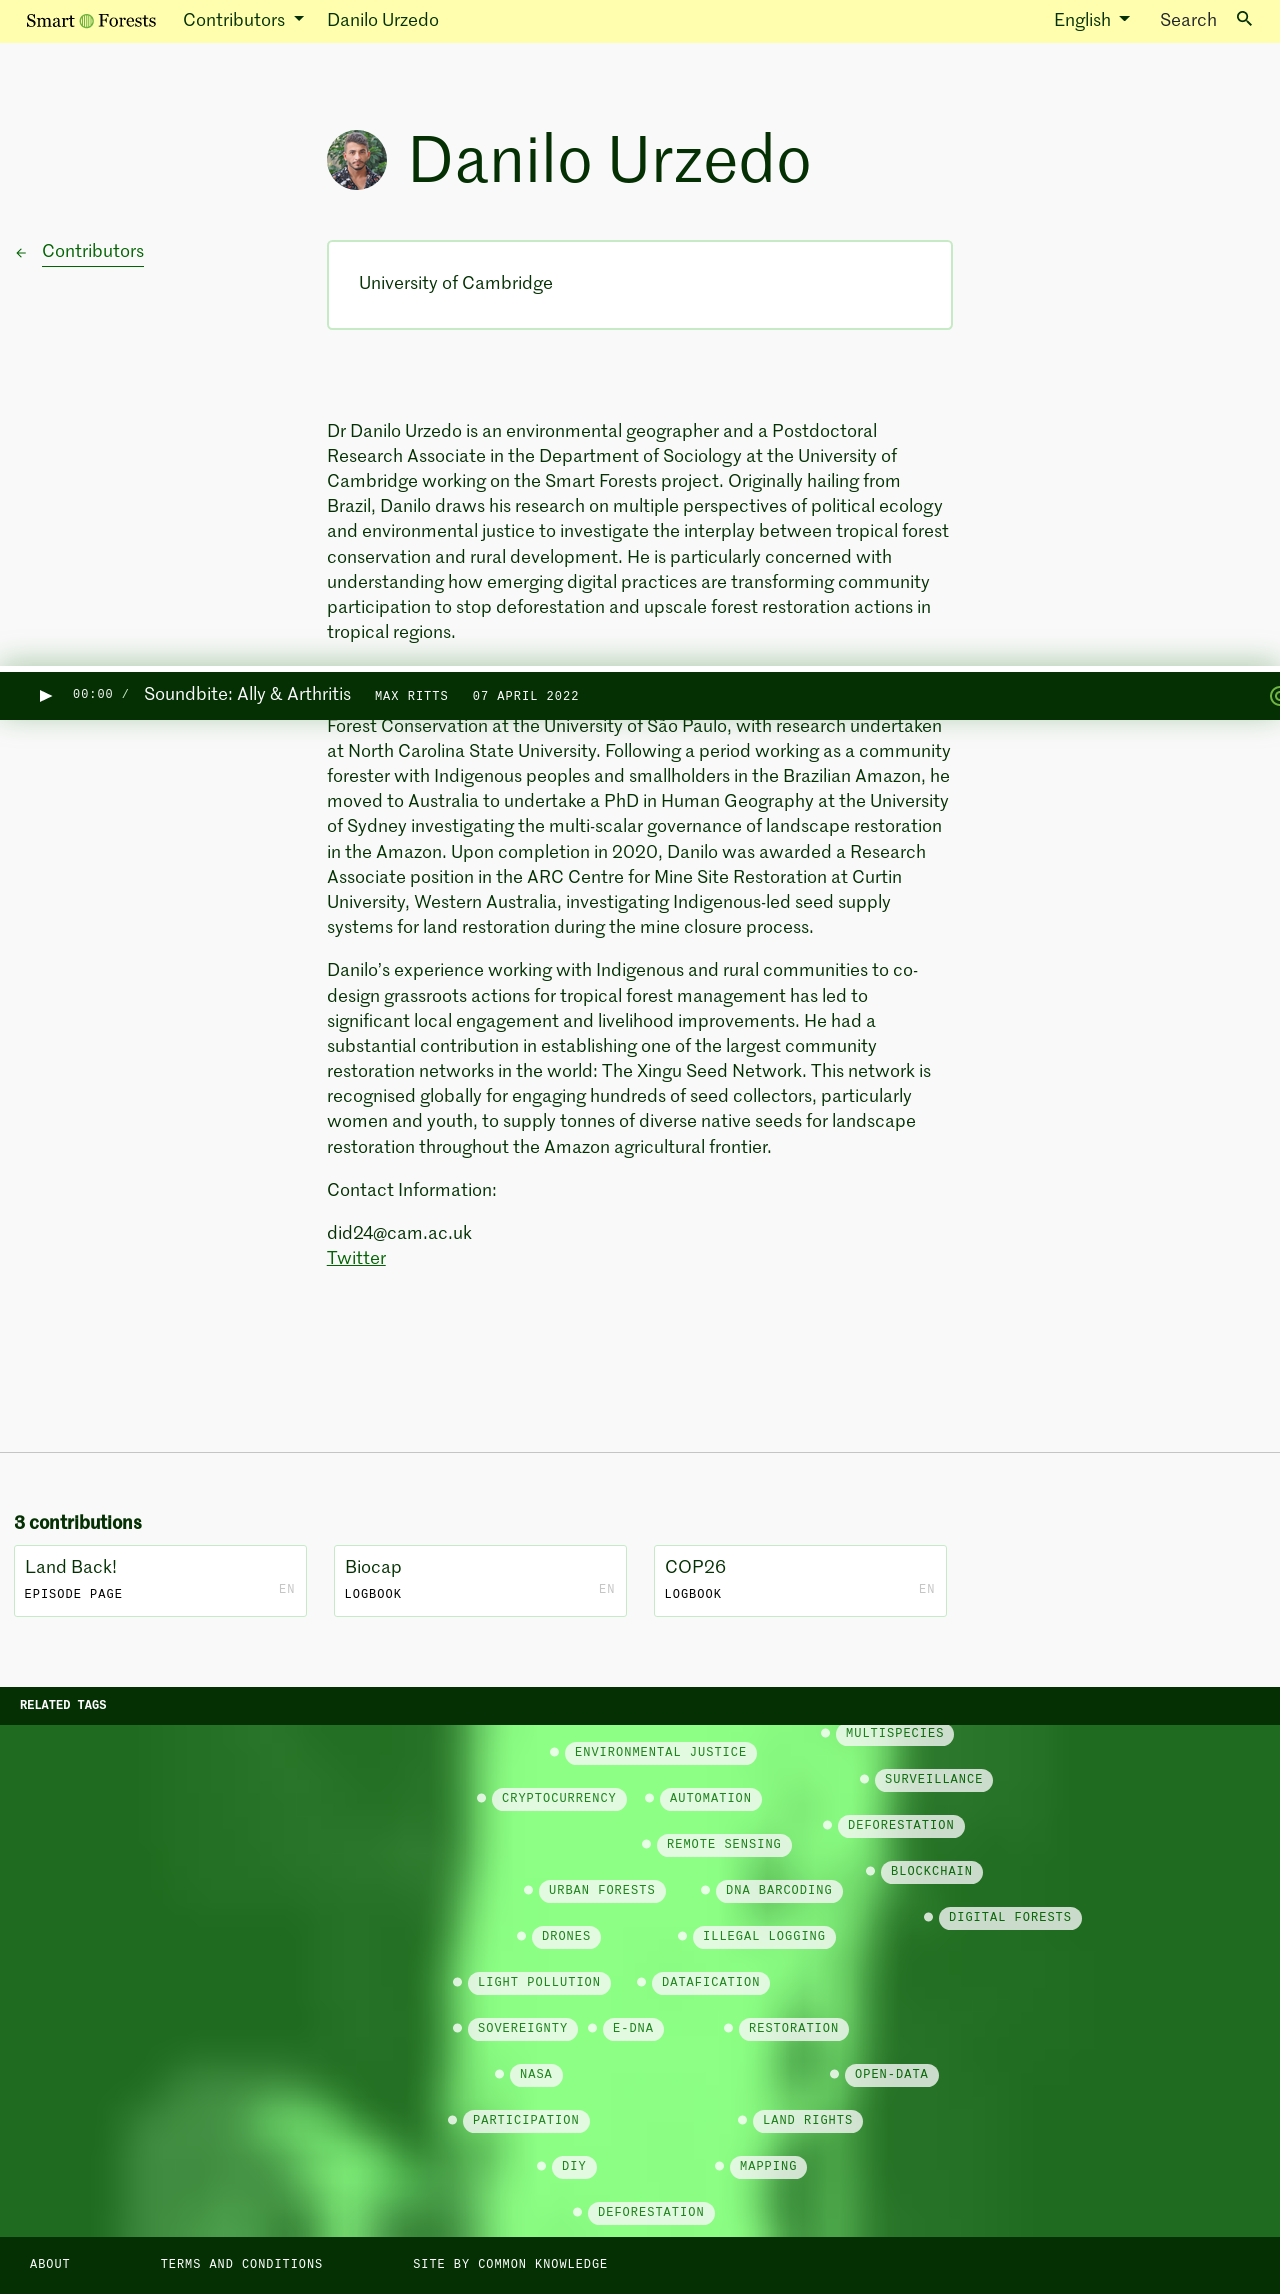 Smart Forests Contributors Danilo Urzedo English Search
Danilo Urzedo
← Contributors
University of Cambridge
Dr Danilo Urzedo is an environmental geographer and a Postdoctoral
Research Associate in the Department of Sociology at the University of
Cambridge working on the Smart Forests project. Originally hailing from
Brazil, Danilo draws his research on multiple perspectives of political ecology
and environmental justice to investigate the interplay between tropical forest
conservation and rural development. He is particularly concerned with
understanding how emerging digital practices are transforming community
participation to stop deforestation and upscale forest restoration actions in
tropical regions.
00:00 / Soundbite: Ally & Arthritis MAX RITTS 07 APRIL 2022
Forest Conservation at the University of São Paulo, with research undertaken
at North Carolina State University. Following a period working as a community
forester with Indigenous peoples and smallholders in the Brazilian Amazon, he
moved to Australia to undertake a PhD in Human Geography at the University
of Sydney investigating the multi-scalar governance of landscape restoration
in the Amazon. Upon completion in 2020, Danilo was awarded a Research
Associate position in the ARC Centre for Mine Site Restoration at Curtin
University, Western Australia, investigating Indigenous-led seed supply
systems for land restoration during the mine closure process.
Danilo’s experience working with Indigenous and rural communities to co-
design grassroots actions for tropical forest management has led to
significant local engagement and livelihood improvements. He had a
substantial contribution in establishing one of the largest community
restoration networks in the world: The Xingu Seed Network. This network is
recognised globally for engaging hundreds of seed collectors, particularly
women and youth, to supply tonnes of diverse native seeds for landscape
restoration throughout the Amazon agricultural frontier.
Contact Information:
did24@cam.ac.uk
Twitter
3 contributions
Land Back!
EPISODE PAGE EN
Biocap
LOGBOOK EN
COP26
LOGBOOK EN
RELATED TAGS
MULTISPECIES
ENVIRONMENTAL JUSTICE
SURVEILLANCE
CRYPTOCURRENCY AUTOMATION
DEFORESTATION
REMOTE SENSING
BLOCKCHAIN
URBAN FORESTS DNA BARCODING
DIGITAL FORESTS
DRONES ILLEGAL LOGGING
LIGHT POLLUTION DATAFICATION
SOVEREIGNTY E-DNA RESTORATION
NASA OPEN-DATA
PARTICIPATION LAND RIGHTS
DIY MAPPING
DEFORESTATION
ABOUT TERMS AND CONDITIONS SITE BY COMMON KNOWLEDGE